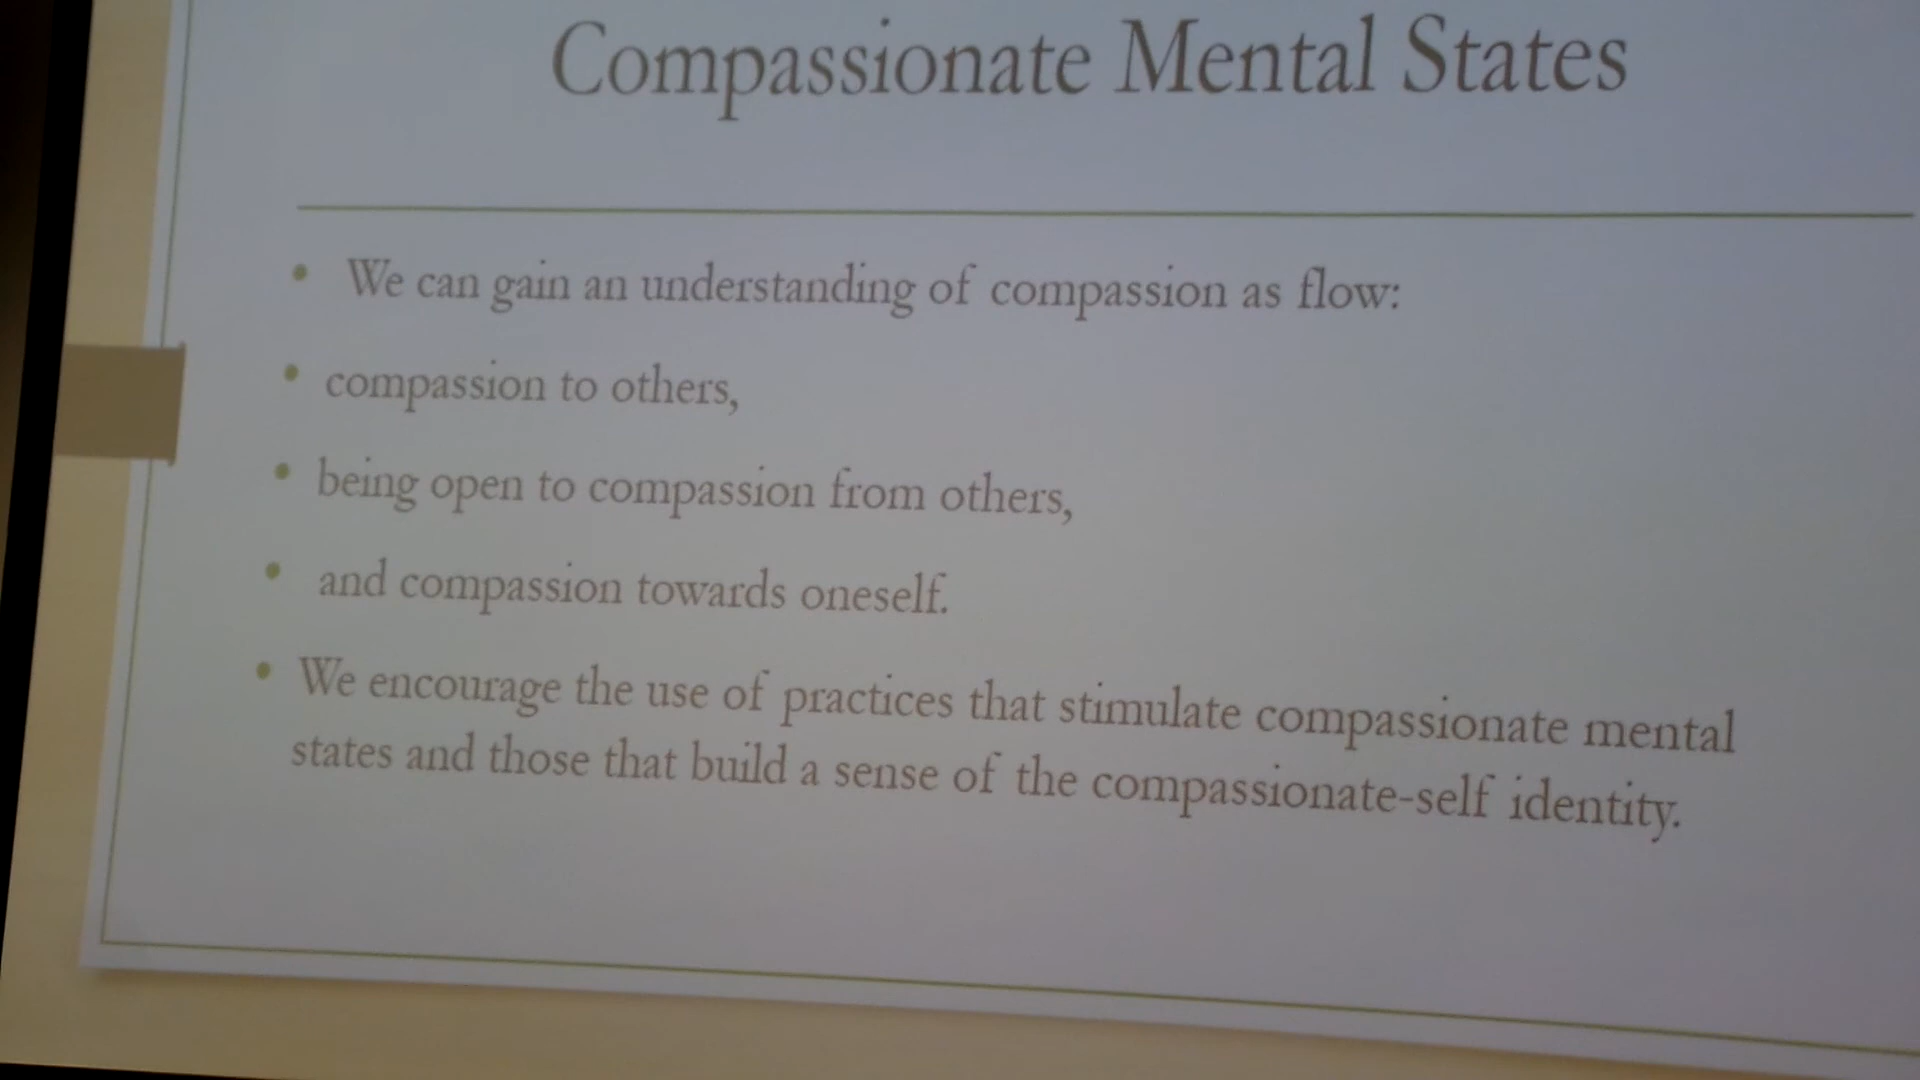 Compassionate Mental States
• We can gain an understanding of compassion as flow:
• compassion to others,
• being open to compassion from others,
• and compassion towards oneself.
• We encourage the use of practices that stimulate compassionate mental
states and those that build a sense of the compassionate-self identity.